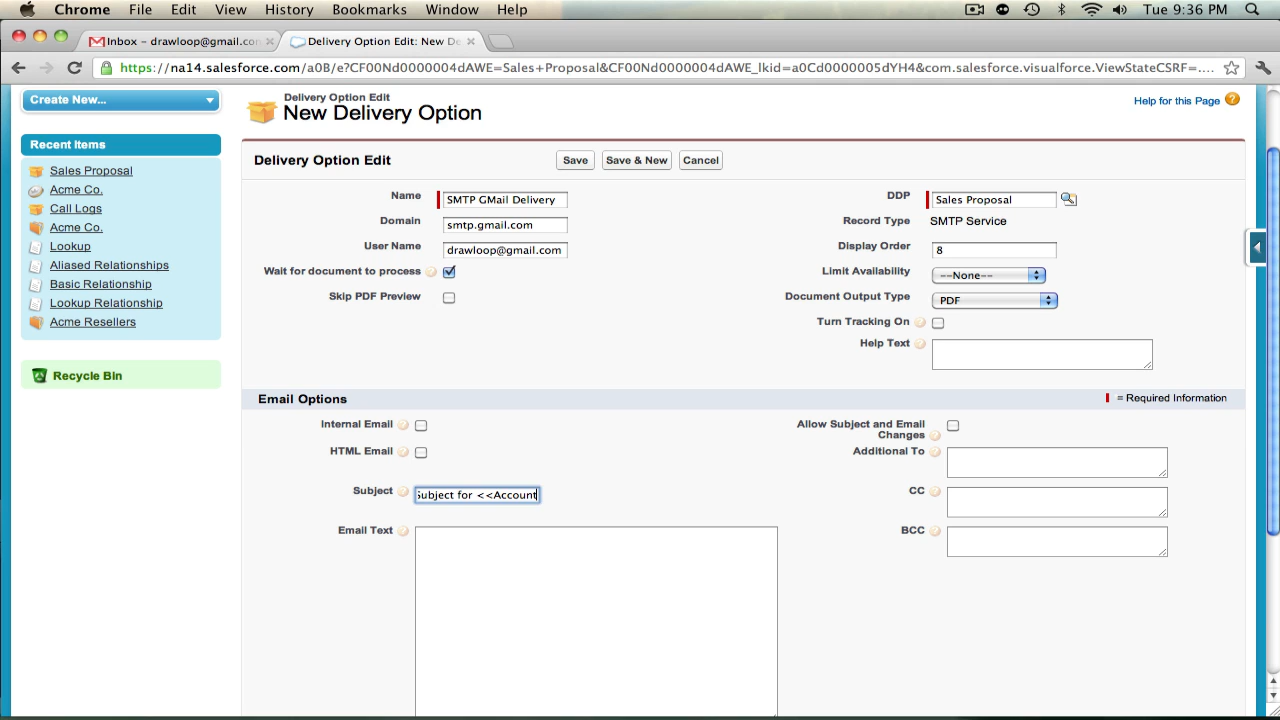 Chrome File Edit View History Bookmarks Window Help Tue 9:36 PM
Inbox – drawloop@gmail.con
Delivery Option Edit: New De
https://na14.salesforce.com/a0B/e?CF00Nd0000004dAWE=Sales+Proposal&CF00Nd0000004dAWE_lkid=a0Cd0000005dYH4&com.salesforce.visualforce.ViewStateCSRF=....
Create New...
Recent Items
Sales Proposal
Acme Co.
Call Logs
Acme Co.
Lookup
Aliased Relationships
Basic Relationship
Lookup Relationship
Acme Resellers
Recycle Bin
Delivery Option Edit
New Delivery Option
Help for this Page
Delivery Option Edit
Save Save & New Cancel
Name SMTP GMail Delivery
DDP Sales Proposal
Domain smtp.gmail.com
Record Type SMTP Service
User Name drawloop@gmail.com
Display Order 8
Wait for document to process
Limit Availability --None--
Skip PDF Preview
Document Output Type PDF
Turn Tracking On
Help Text
Email Options
= Required Information
Internal Email
Allow Subject and Email
Changes
HTML Email
Additional To
Subject Subject for <<Account
CC
Email Text
BCC